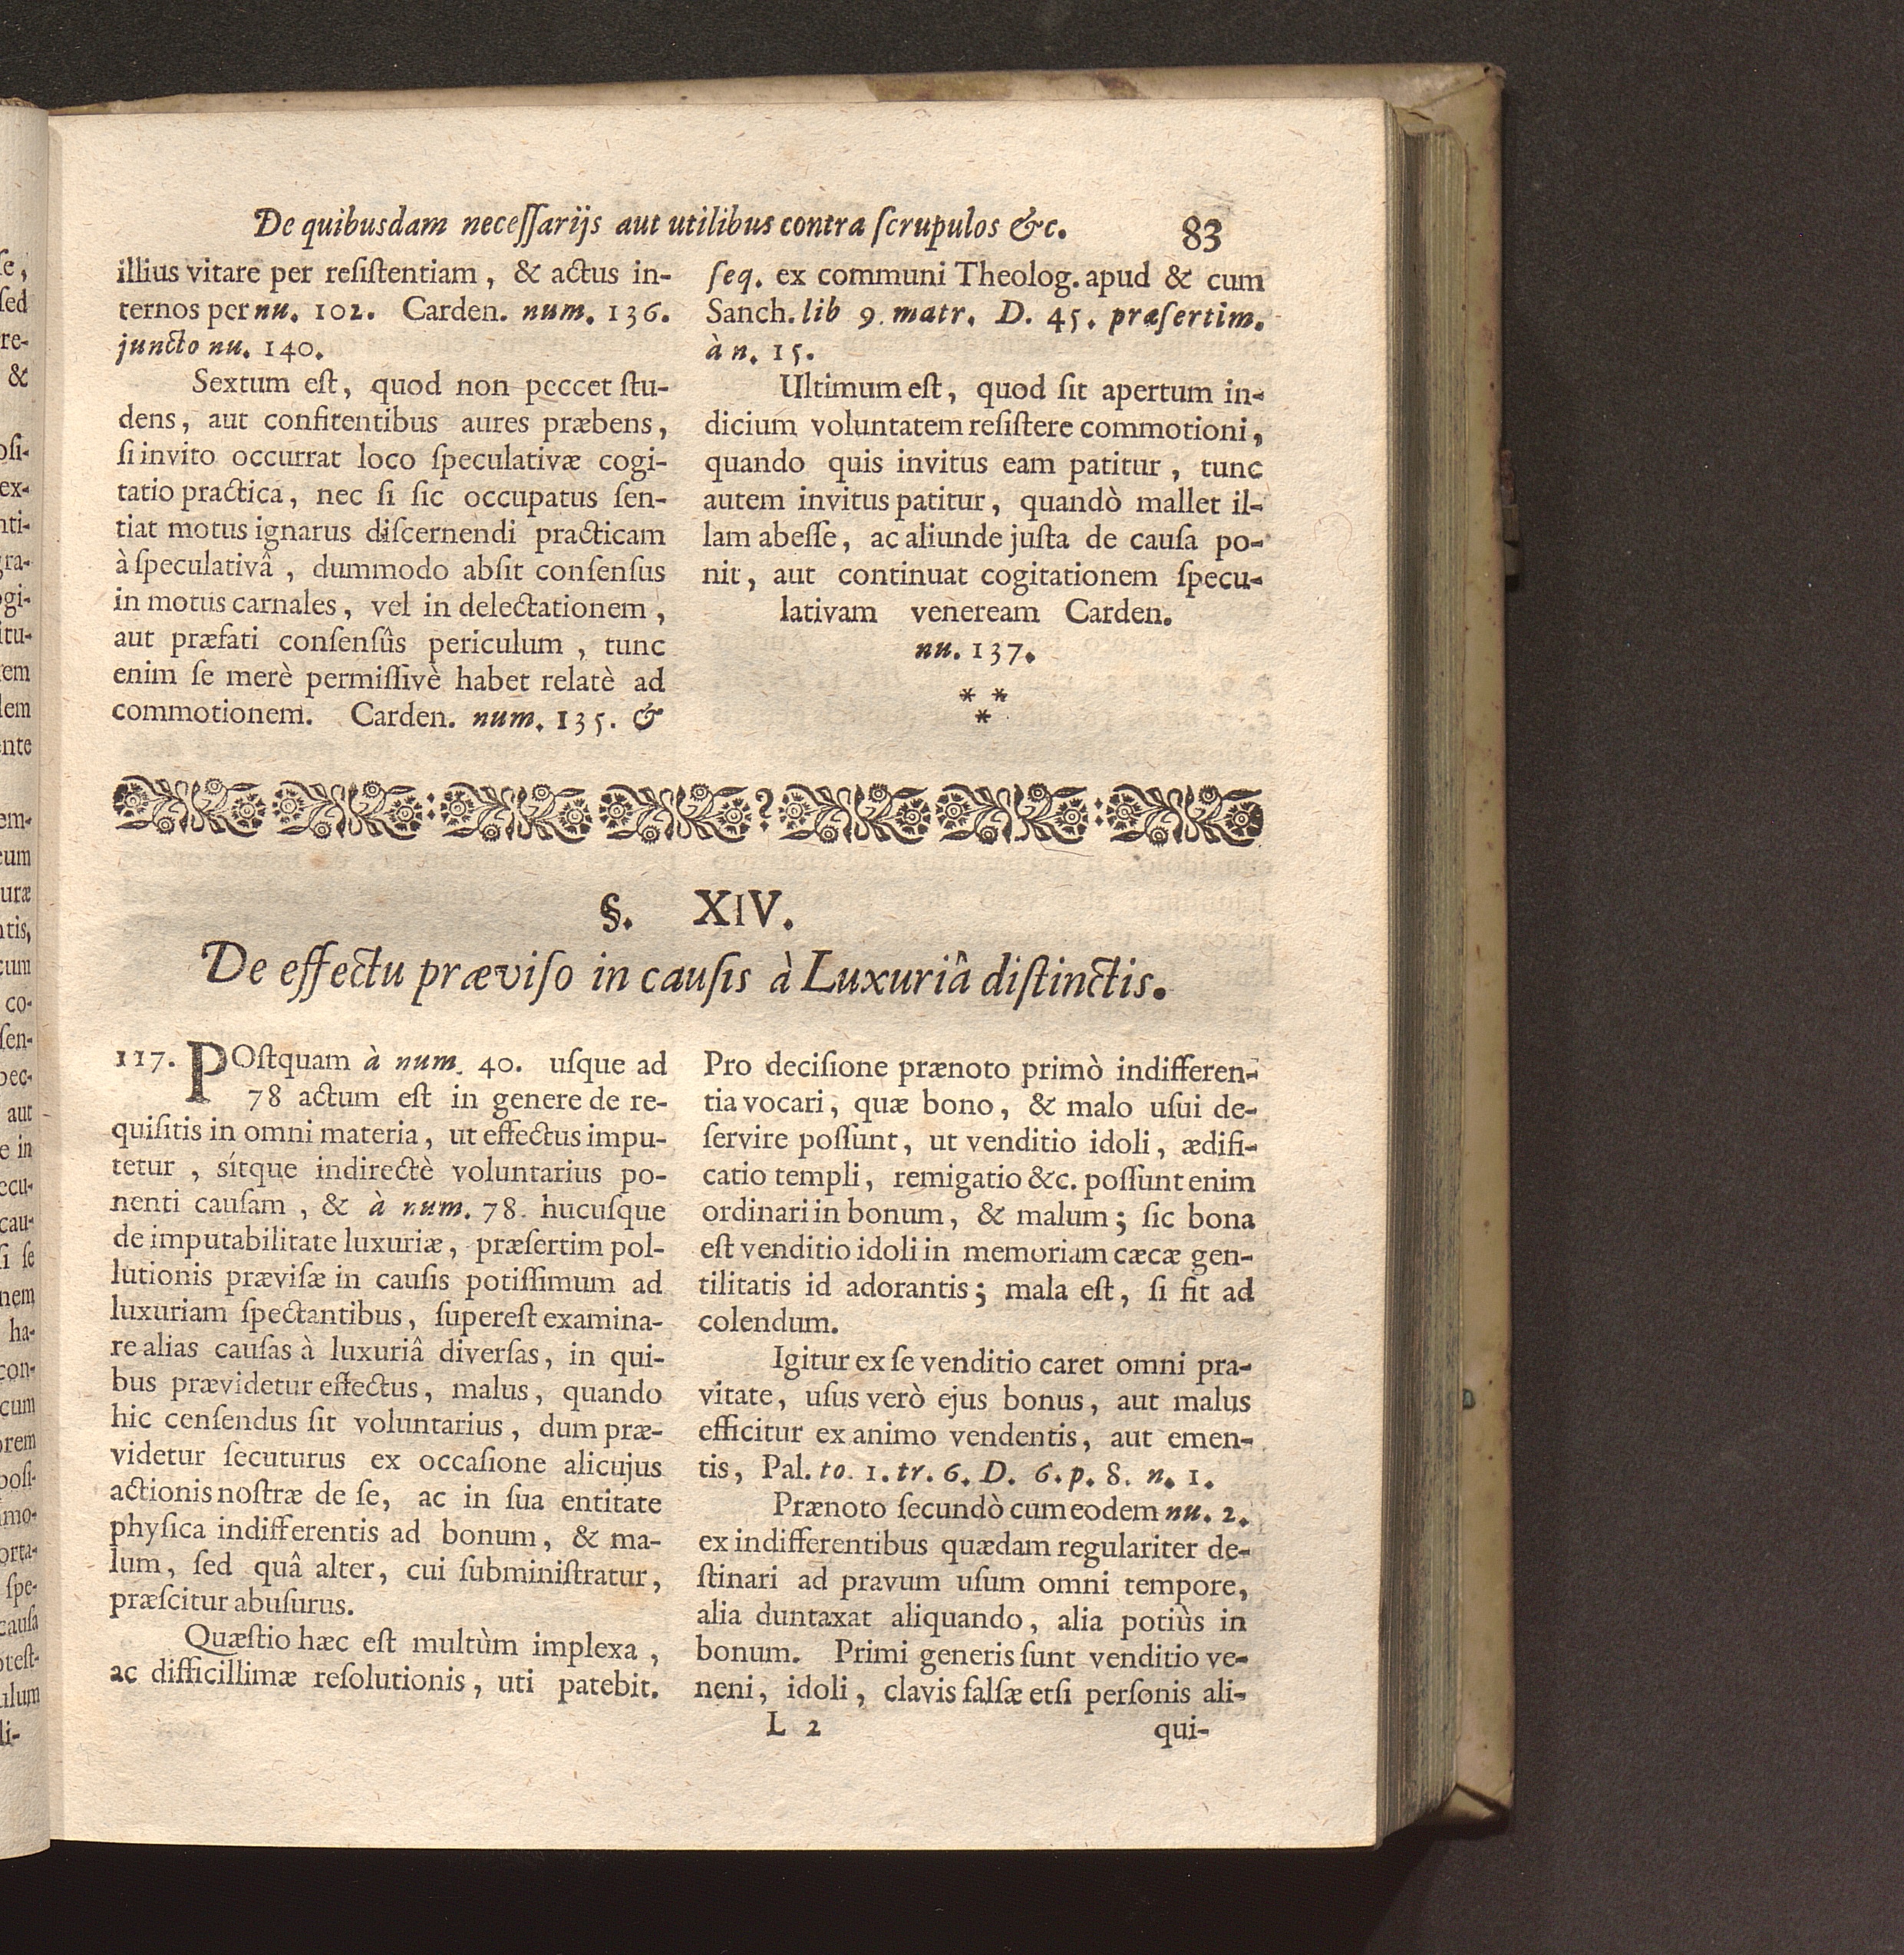 De quibusdam neceſſarijs aut utilibus contra ſcrupulos &c. 83
illius vitare per reſiſtentiam, & actus in-
ternos per nu. 102. Carden. num. 136.
juncto nu. 140.
Sextum eſt, quod non peccet ſtu-
dens, aut confitentibus aures præbens,
ſi invito occurrat loco ſpeculativæ cogi-
tatio practica, nec ſi ſic occupatus ſen-
tiat motus ignarus diſcernendi practicam
à ſpeculativâ, dummodo abſit conſenſus
in motus carnales, vel in delectationem,
aut præfati conſenſûs periculum, tunc
enim ſe merè permiſſivè habet relatè ad
commotionem. Carden. num. 135. &
ſeq. ex communi Theolog. apud & cum
Sanch. lib 9. matr. D. 45. præſertim.
à n. 15.
Ultimum eſt, quod ſit apertum in-
dicium voluntatem reſiſtere commotioni,
quando quis invitus eam patitur, tunc
autem invitus patitur, quandò mallet il-
lam abeſſe, ac aliunde juſta de cauſa po-
nit, aut continuat cogitationem ſpecu-
lativam veneream Carden.
nu. 137.
* *
*
§. XIV.
De effectu præviſo in cauſis à Luxuriâ diſtinctis.
117. POſtquam à num. 40. uſque ad
78 actum eſt in genere de re-
quiſitis in omni materia, ut effectus impu-
tetur, sítque indirectè voluntarius po-
nenti cauſam, & à num. 78. hucuſque
de imputabilitate luxuriæ, præſertim pol-
lutionis præviſæ in cauſis potiſſimum ad
luxuriam ſpectantibus, ſupereſt examina-
re alias cauſas à luxuriâ diverſas, in qui-
bus prævidetur effectus, malus, quando
hic cenſendus ſit voluntarius, dum præ-
videtur ſecuturus ex occaſione alicujus
actionis noſtræ de ſe, ac in ſua entitate
phyſica indifferentis ad bonum, & ma-
lum, ſed quâ alter, cui ſubminiſtratur,
præſcitur abuſurus.
Quæſtio hæc eſt multùm implexa,
ac difficillimæ reſolutionis, uti patebit.
Pro deciſione prænoto primò indifferen-
tia vocari, quæ bono, & malo uſui de-
ſervire poſſunt, ut venditio idoli, ædifi-
catio templi, remigatio &c. poſſunt enim
ordinari in bonum, & malum; ſic bona
eſt venditio idoli in memoriam cæcæ gen-
tilitatis id adorantis; mala eſt, ſi fit ad
colendum.
Igitur ex ſe venditio caret omni pra-
vitate, uſus verò ejus bonus, aut malus
efficitur ex animo vendentis, aut emen-
tis, Pal. to. 1. tr. 6. D. 6. p. 8. n. 1.
Prænoto ſecundò cum eodem nu. 2.
ex indifferentibus quædam regulariter de-
ſtinari ad pravum uſum omni tempore,
alia duntaxat aliquando, alia potiùs in
bonum. Primi generis ſunt venditio ve-
neni, idoli, clavis falſæ etſi perſonis ali-
L 2 qui-